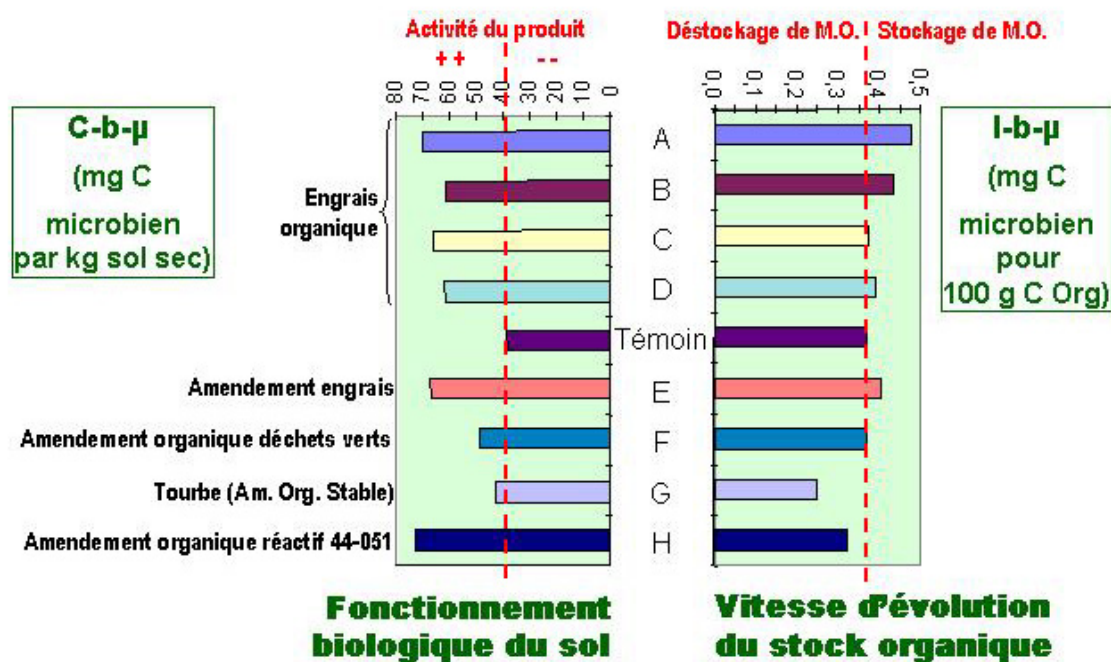 Activité du produit
++ --
Déstockage de M.O. Stockage de M.O.
80 70 60 50 40 30 20 10 0
0,0 0,1 0,2 0,3 0,4 0,5
C-b-µ
(mg C
microbien
par kg sol sec)
I-b-µ
(mg C
microbien
pour
100 g C Org)
Engrais
organique
A
B
C
D
Témoin
Amendement engrais E
Amendement organique déchets verts F
Tourbe (Am. Org. Stable) G
Amendement organique réactif 44-051 H
Fonctionnement
biologique du sol
Vitesse d'évolution
du stock organique